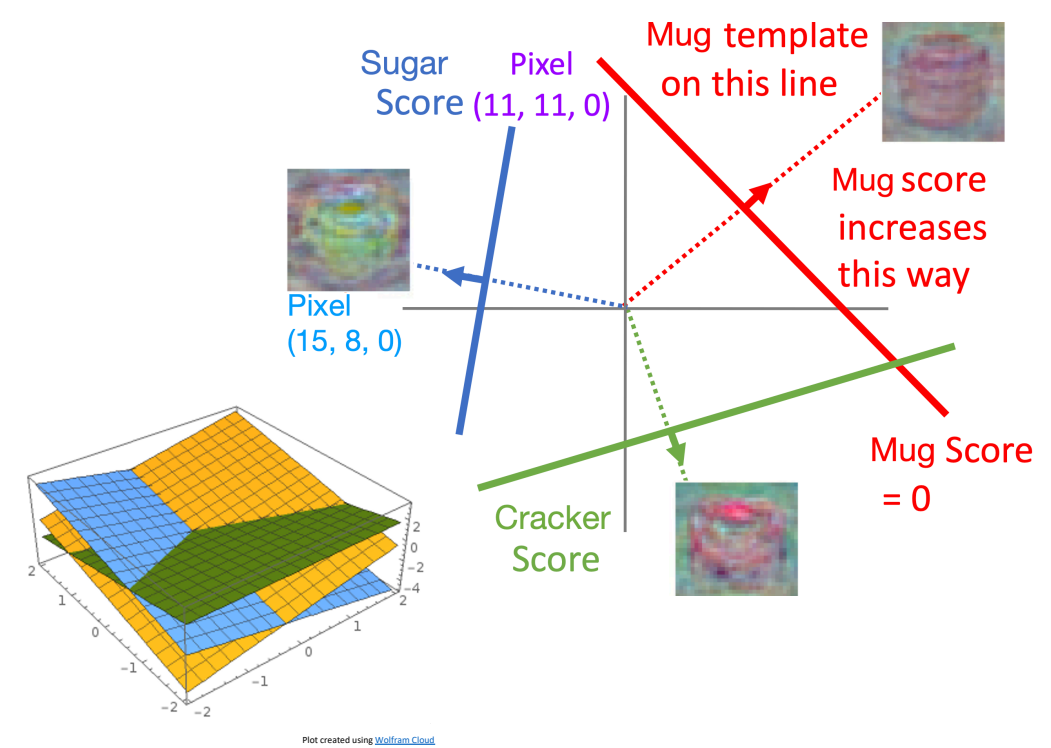 Mug template
on this line
Sugar
Score
Pixel
(11, 11, 0)
Mug score
increases
this way
Pixel
(15, 8, 0)
Mug Score
= 0
Cracker
Score
2
1
0
-1
-2
-2
-1
0
1
2
2
0
-2
-4
Plot created using Wolfram Cloud